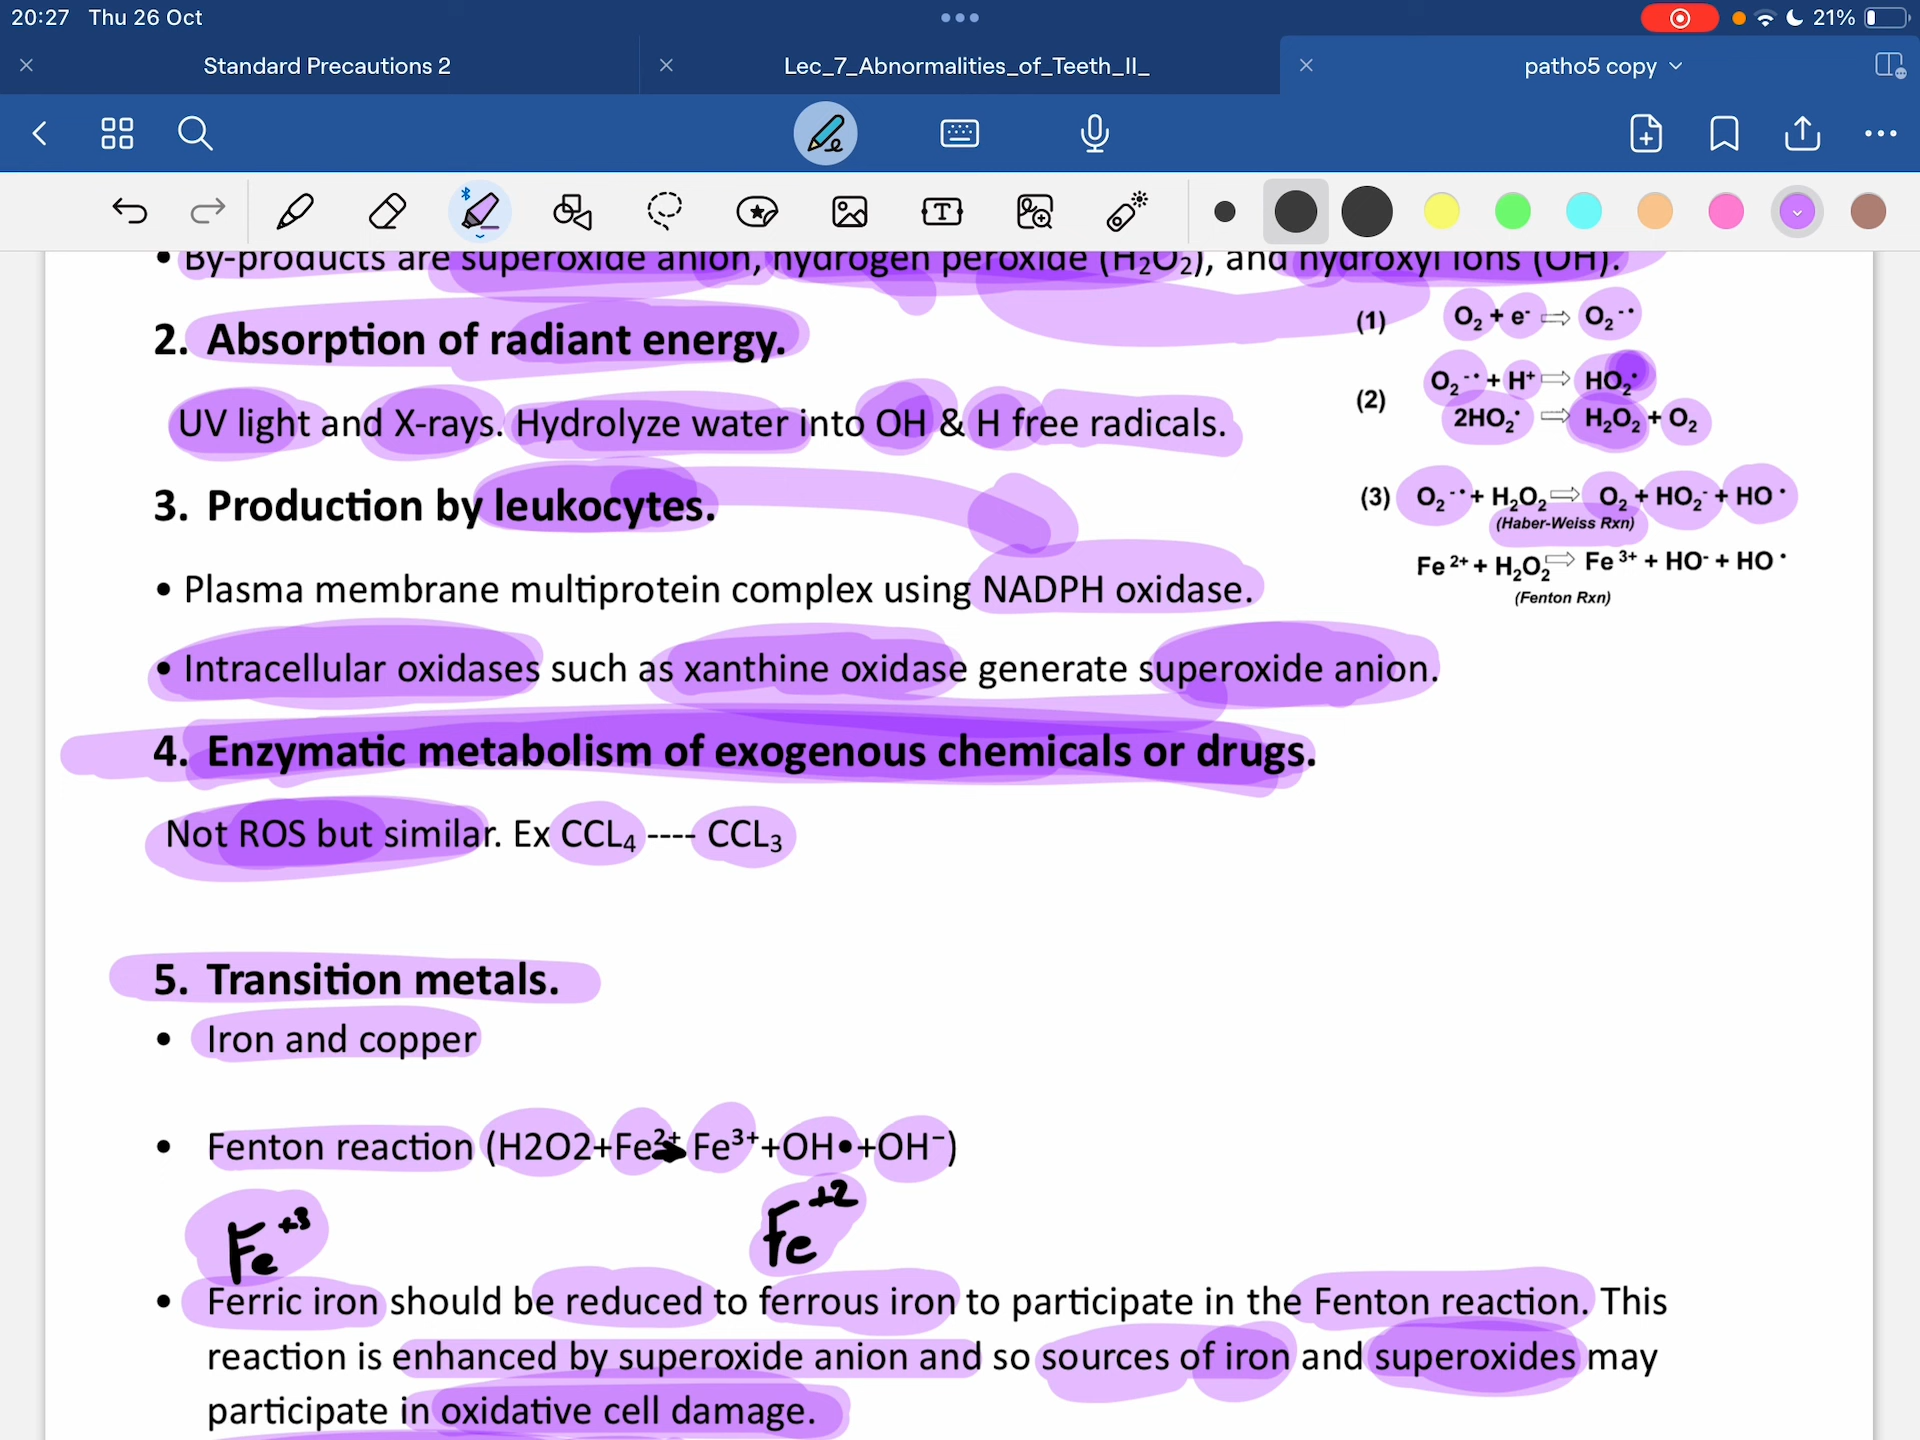 20:27 Thu 26 Oct
21%
Standard Precautions 2
Lec_7_Abnormalities_of_Teeth_II_
patho5 copy
• By-products are superoxide anion, hydrogen peroxide (H₂O₂), and hydroxyl ions (OH).
2. Absorption of radiant energy.
UV light and X-rays. Hydrolyze water into OH & H free radicals.
3. Production by leukocytes.
• Plasma membrane multiprotein complex using NADPH oxidase.
• Intracellular oxidases such as xanthine oxidase generate superoxide anion.
(1) O₂ + e⁻ ⇨ O₂⁻•
(2) O₂⁻• + H⁺ ⇨ HO₂•
2HO₂• ⇨ H₂O₂ + O₂
(3) O₂⁻• + H₂O₂ ⇨ O₂ + HO₂⁻ + HO•
(Haber-Weiss Rxn)
Fe²⁺ + H₂O₂ ⇨ Fe³⁺ + HO⁻ + HO•
(Fenton Rxn)
4. Enzymatic metabolism of exogenous chemicals or drugs.
Not ROS but similar. Ex CCL₄ ---- CCL₃
5. Transition metals.
• Iron and copper
• Fenton reaction (H2O2+Fe²⁺→Fe³⁺+OH•+OH⁻)
Fe⁺³ Fe⁺²
• Ferric iron should be reduced to ferrous iron to participate in the Fenton reaction. This
reaction is enhanced by superoxide anion and so sources of iron and superoxides may
participate in oxidative cell damage.